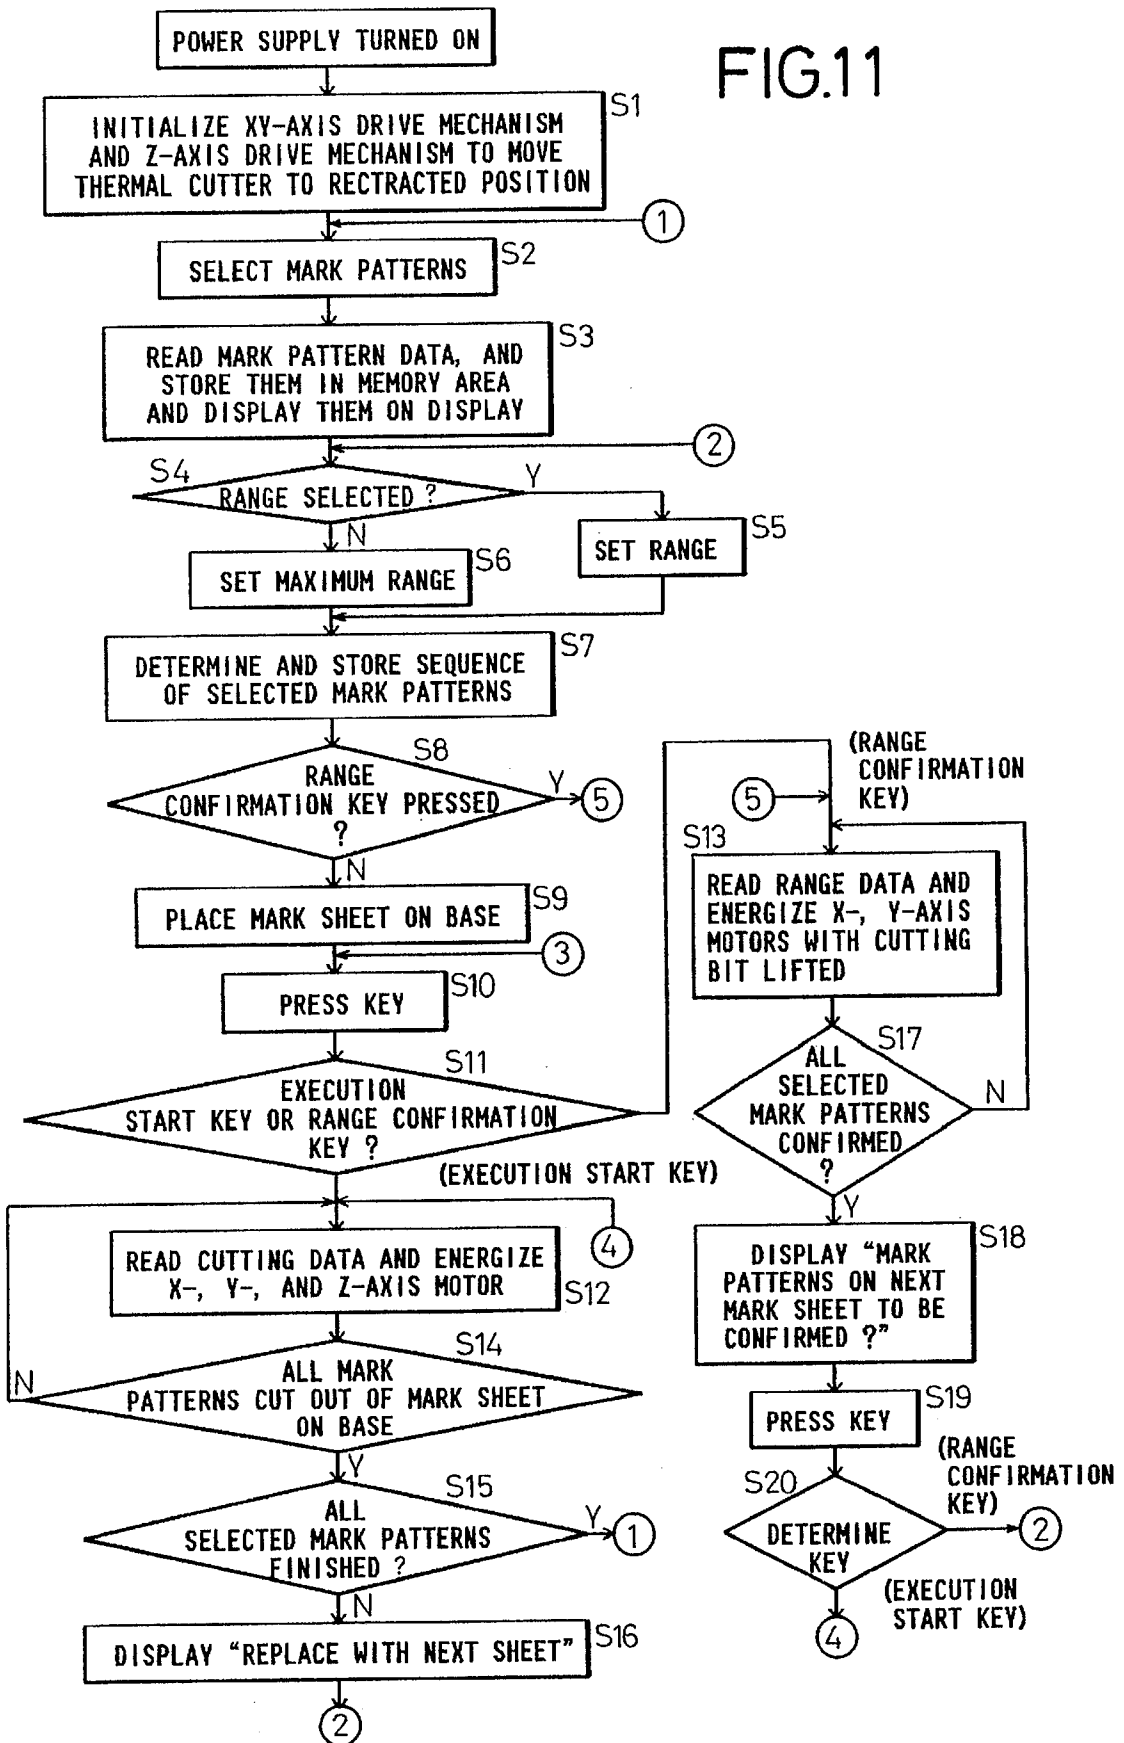 FIG.11
POWER SUPPLY TURNED ON
S1
INITIALIZE XY-AXIS DRIVE MECHANISM
AND Z-AXIS DRIVE MECHANISM TO MOVE
THERMAL CUTTER TO RECTRACTED POSITION
1
S2
SELECT MARK PATTERNS
S3
READ MARK PATTERN DATA, AND
STORE THEM IN MEMORY AREA
AND DISPLAY THEM ON DISPLAY
2
S4
RANGE SELECTED ?
Y
N
S5
SET RANGE
S6
SET MAXIMUM RANGE
S7
DETERMINE AND STORE SEQUENCE
OF SELECTED MARK PATTERNS
S8
RANGE
CONFIRMATION KEY PRESSED
?
Y
5
N
S9
PLACE MARK SHEET ON BASE
3
S10
PRESS KEY
S11
EXECUTION
START KEY OR RANGE CONFIRMATION
KEY ?
(EXECUTION START KEY)
4
READ CUTTING DATA AND ENERGIZE
X-, Y-, AND Z-AXIS MOTOR
S12
S14
ALL MARK
PATTERNS CUT OUT OF MARK SHEET
ON BASE
N
Y
S15
ALL
SELECTED MARK PATTERNS
FINISHED ?
Y
1
N
S16
DISPLAY “REPLACE WITH NEXT SHEET”
2
(RANGE
CONFIRMATION
KEY)
5
S13
READ RANGE DATA AND
ENERGIZE X-, Y-AXIS
MOTORS WITH CUTTING
BIT LIFTED
S17
ALL
SELECTED
MARK PATTERNS
CONFIRMED
?
N
Y
S18
DISPLAY “MARK
PATTERNS ON NEXT
MARK SHEET TO BE
CONFIRMED ?”
S19
PRESS KEY
S20
DETERMINE
KEY
(RANGE
CONFIRMATION
KEY)
2
(EXECUTION
START KEY)
4